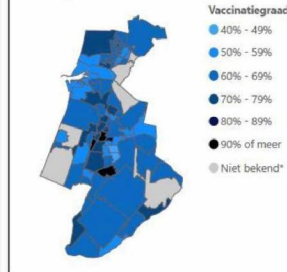 Vaccinatiegraad
40% - 49%
50% - 59%
60% - 69%
70% - 79%
80% - 89%
90% of meer
Niet bekend*